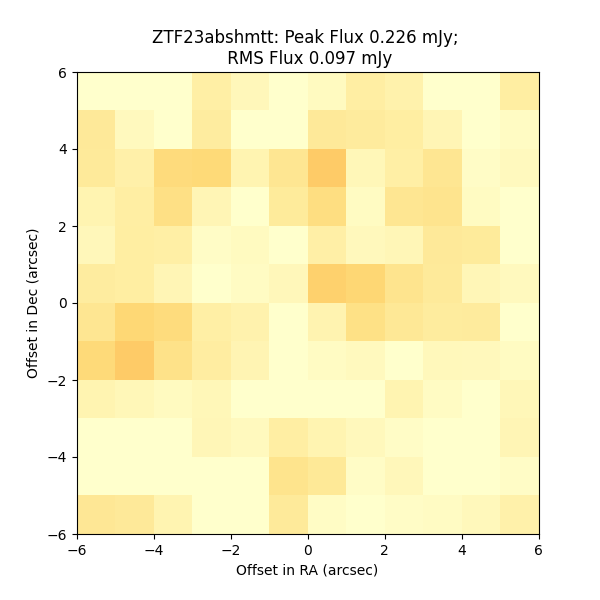 ZTF23abshmtt: Peak Flux 0.226 mJy;
RMS Flux 0.097 mJy
6
4
2
0
−2
−4
−6
Offset in Dec (arcsec)
−6 −4 −2 0 2 4 6
Offset in RA (arcsec)